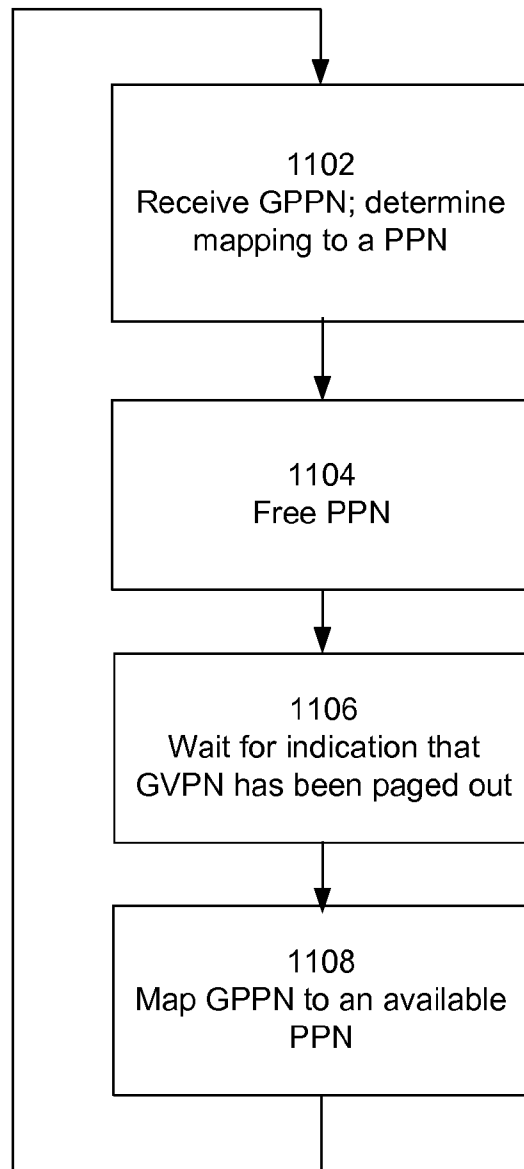 1102
Receive GPPN; determine
mapping to a PPN
1104
Free PPN
1106
Wait for indication that
GVPN has been paged out
1108
Map GPPN to an available
PPN